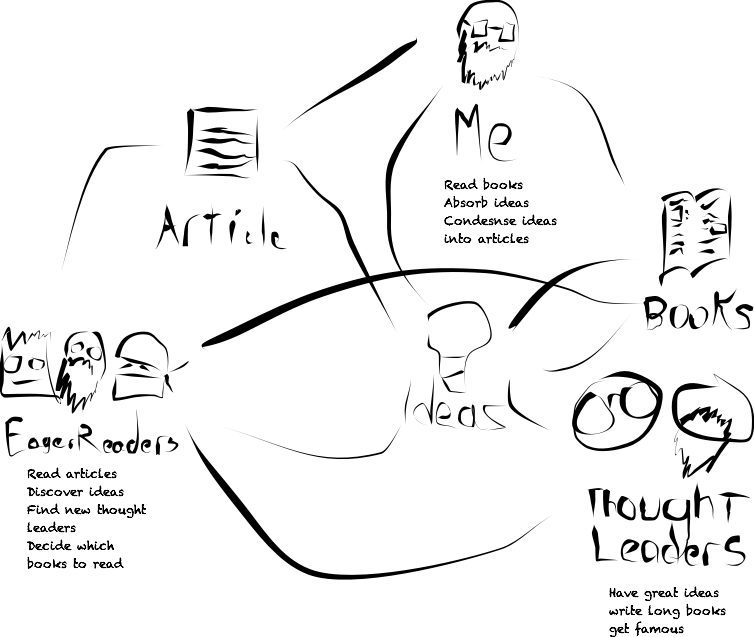 Me
Read books
Absorb ideas
Condesnse ideas
into articles
Article
Books
Ideas
EagerReaders
Read articles
Discover ideas
Find new thought
leaders
Decide which
books to read
Thought
Leaders
Have great ideas
write long books
get famous